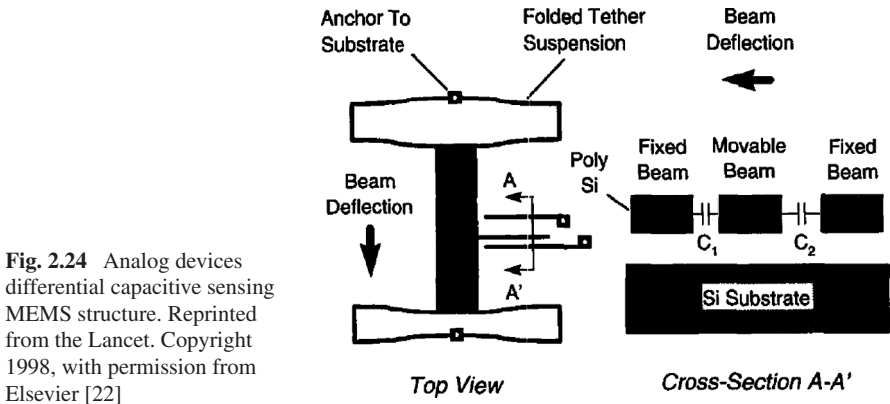 Anchor To
Substrate
Folded Tether
Suspension
Beam
Deflection
Beam
Deflection
A
A'
Top View
Poly
Si
Fixed
Beam
Movable
Beam
Fixed
Beam
C1
C2
Si Substrate
Cross-Section A-A'
Fig. 2.24 Analog devices
differential capacitive sensing
MEMS structure. Reprinted
from the Lancet. Copyright
1998, with permission from
Elsevier [22]